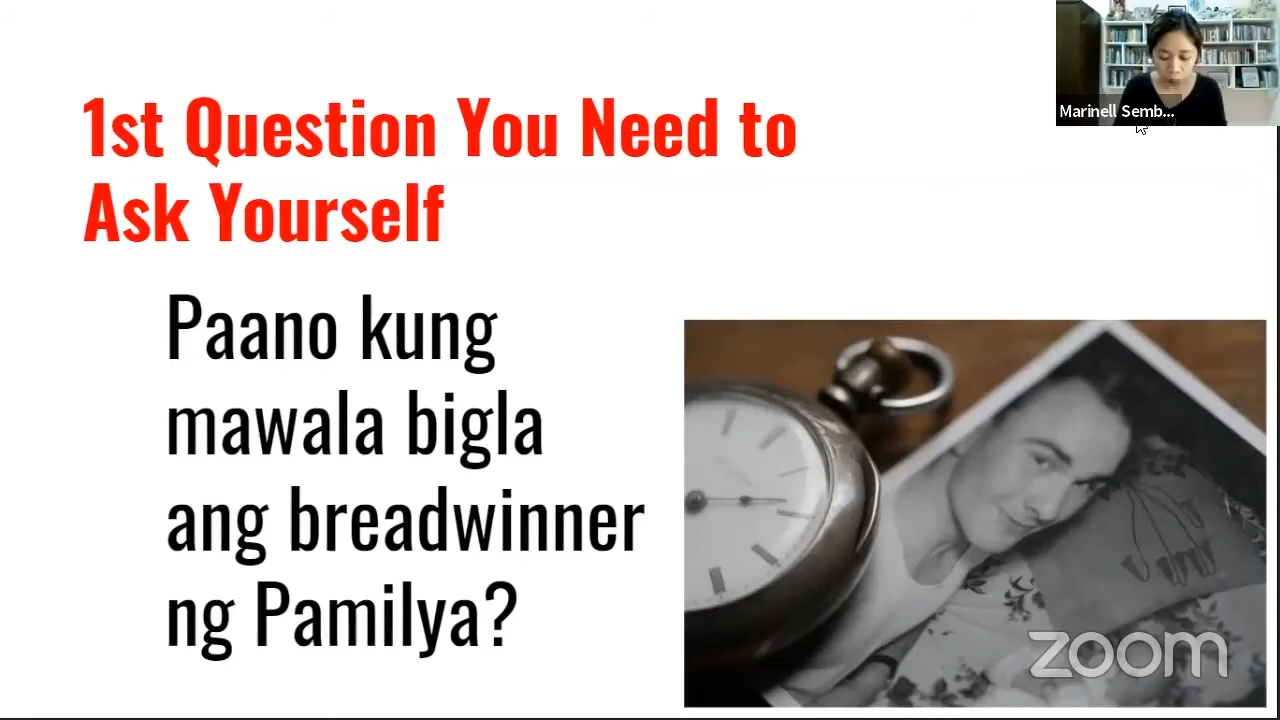 Marinell Semb...
1st Question You Need to
Ask Yourself
Paano kung
mawala bigla
ang breadwinner
ng Pamilya?
zoom